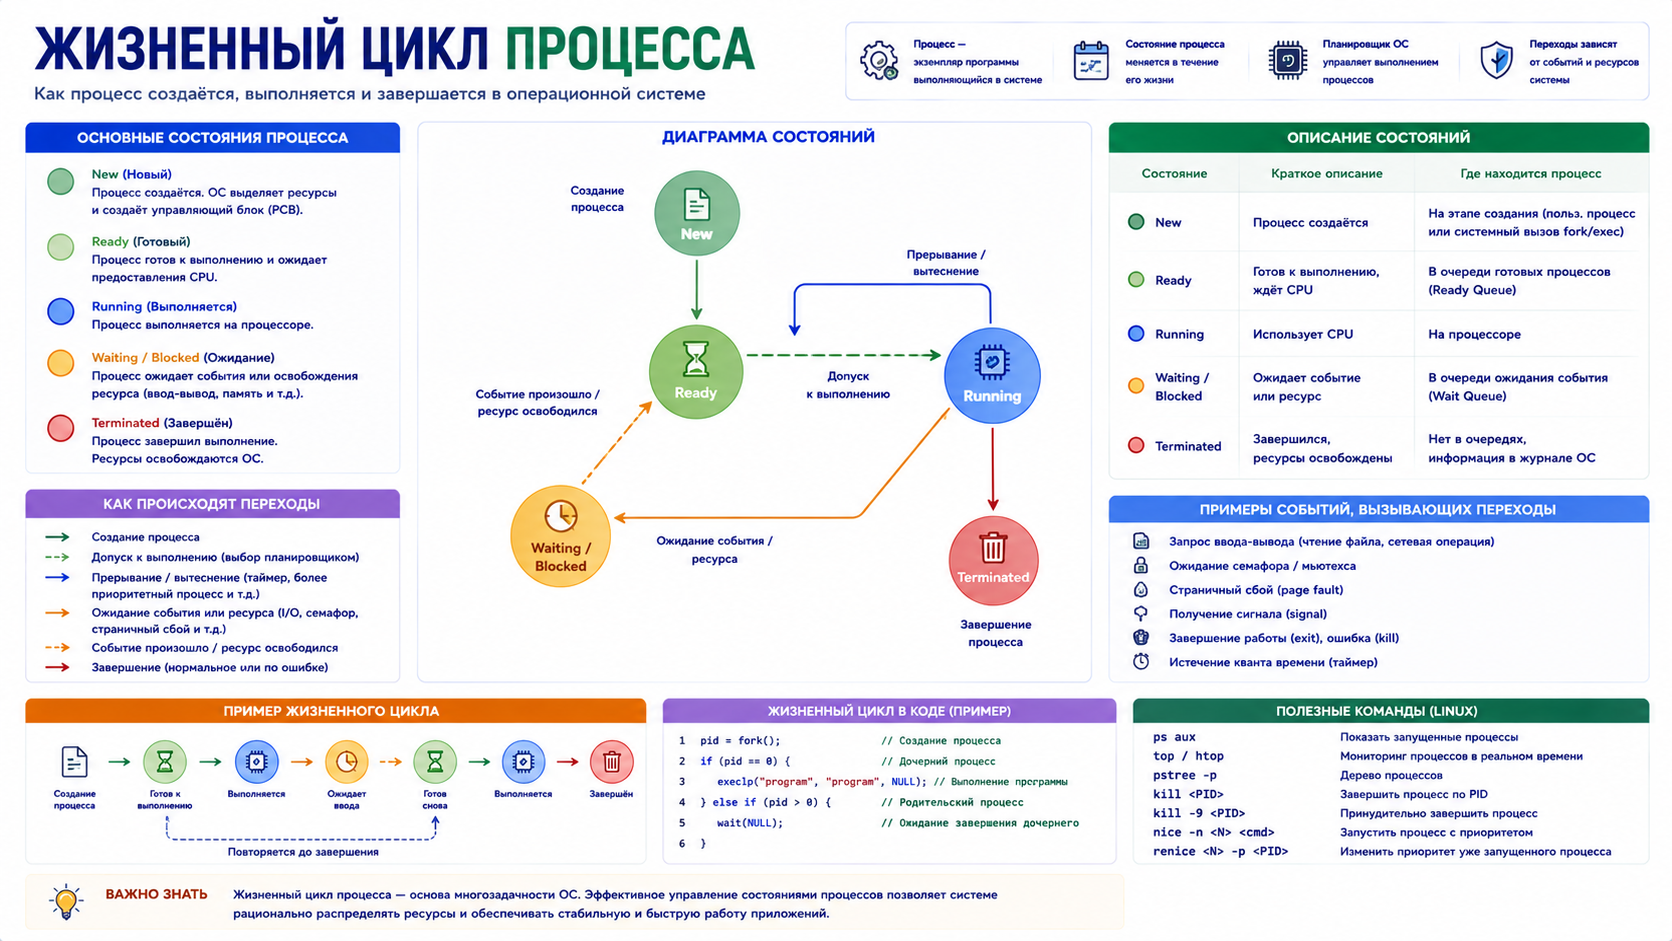 ЖИЗНЕННЫЙ ЦИКЛ ПРОЦЕССА
Как процесс создаётся, выполняется и завершается в операционной системе
Процесс —
экземпляр программы
выполняющийся в системе
Состояние процесса
меняется в течение
его жизни
Планировщик ОС
управляет выполнением
процессов
Переходы зависят
от событий и ресурсов
системы
ОСНОВНЫЕ СОСТОЯНИЯ ПРОЦЕССА
New (Новый)
Процесс создаётся. ОС выделяет ресурсы
и создаёт управляющий блок (PCB).
Ready (Готовый)
Процесс готов к выполнению и ожидает
предоставления CPU.
Running (Выполняется)
Процесс выполняется на процессоре.
Waiting / Blocked (Ожидание)
Процесс ожидает события или освобождения
ресурса (ввод-вывод, память и т.д.).
Terminated (Завершён)
Процесс завершил выполнение.
Ресурсы освобождаются ОС.
КАК ПРОИСХОДЯТ ПЕРЕХОДЫ
Создание процесса
Допуск к выполнению (выбор планировщиком)
Прерывание / вытеснение (таймер, более
приоритетный процесс и т.д.)
Ожидание события или ресурса (I/O, семафор,
страничный сбой и т.д.)
Событие произошло / ресурс освободился
Завершение (нормальное или по ошибке)
ДИАГРАММА СОСТОЯНИЙ
Создание
процесса
New
Прерывание /
вытеснение
Ready
Допуск
к выполнению
Running
Событие произошло /
ресурс освободился
Waiting /
Blocked
Ожидание события /
ресурса
Terminated
Завершение
процесса
ОПИСАНИЕ СОСТОЯНИЙ
Состояние Краткое описание Где находится процесс
New Процесс создаётся На этапе создания (польз. процесс
или системный вызов fork/exec)
Ready Готов к выполнению, В очереди готовых процессов
ждёт CPU (Ready Queue)
Running Использует CPU На процессоре
Waiting / Ожидает событие В очереди ожидания события
Blocked или ресурс (Wait Queue)
Terminated Завершился, Нет в очередях,
ресурсы освобождены информация в журнале ОС
ПРИМЕРЫ СОБЫТИЙ, ВЫЗЫВАЮЩИХ ПЕРЕХОДЫ
Запрос ввода-вывода (чтение файла, сетевая операция)
Ожидание семафора / мьютехса
Страничный сбой (page fault)
Получение сигнала (signal)
Завершение работы (exit), ошибка (kill)
Истечение кванта времени (таймер)
ПРИМЕР ЖИЗНЕННОГО ЦИКЛА
Создание
процесса
Готов к
выполнению
Выполняется
Ожидает
ввода
Готов
снова
Выполняется
Завершён
Повторяется до завершения
ЖИЗНЕННЫЙ ЦИКЛ В КОДЕ (ПРИМЕР)
1 pid = fork(); // Создание процесса
2 if (pid == 0) { // Дочерний процесс
3 execlp("program", "program", NULL); // Выполнение программы
4 } else if (pid > 0) { // Родительский процесс
5 wait(NULL); // Ожидание завершения дочернего
6 }
ПОЛЕЗНЫЕ КОМАНДЫ (LINUX)
ps aux Показать запущенные процессы
top / htop Мониторинг процессов в реальном времени
pstree -p Дерево процессов
kill <PID> Завершить процесс по PID
kill -9 <PID> Принудительно завершить процесс
nice -n <N> <cmd> Запустить процесс с приоритетом
renice <N> -p <PID> Изменить приоритет уже запущенного процесса
ВАЖНО ЗНАТЬ
Жизненный цикл процесса — основа многозадачности ОС. Эффективное управление состояниями процессов позволяет системе
рационально распределять ресурсы и обеспечивать стабильную и быструю работу приложений.